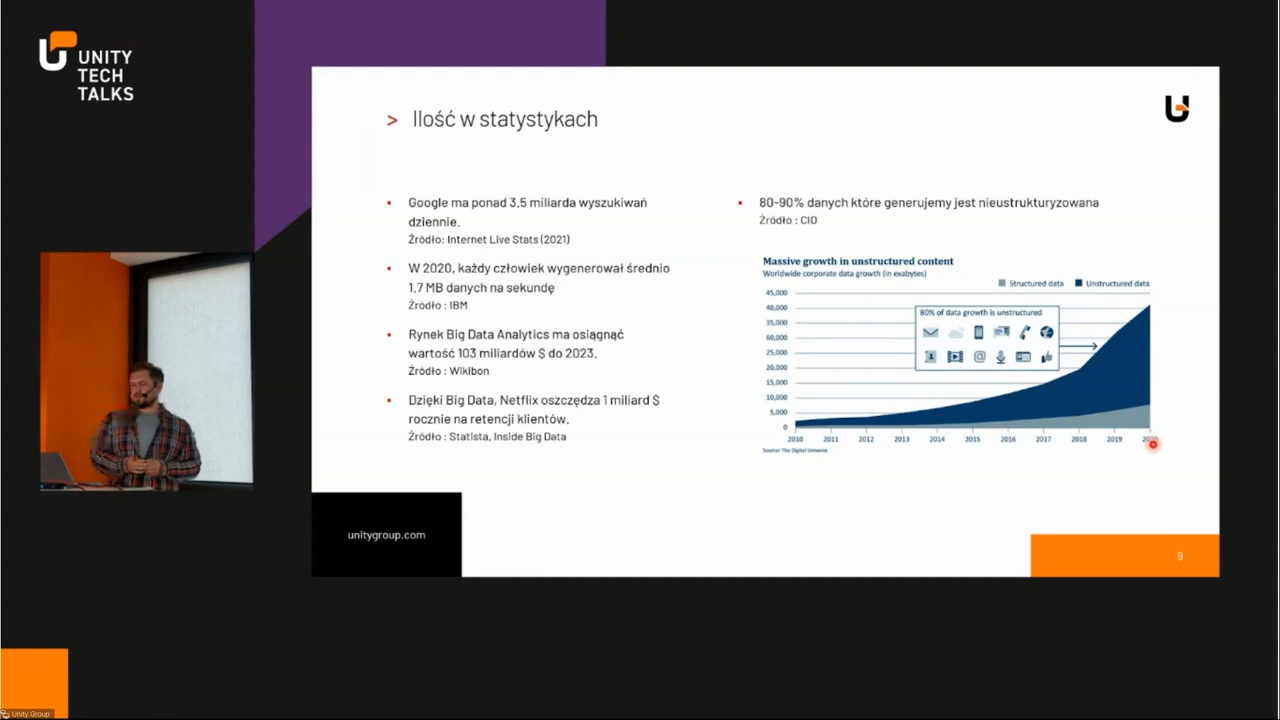 UNITY
TECH
TALKS
> Ilość w statystykach
Google ma ponad 3.5 miliarda wyszukiwań
dziennie.
Źródło: Internet Live Stats (2021)
W 2020, każdy człowiek wygenerował średnio
1.7 MB danych na sekundę
Źródło : IBM
Rynek Big Data Analytics ma osiągnąć
wartość 103 miliardów $ do 2023.
Źródło : Wikibon
Dzięki Big Data, Netflix oszczędza 1 miliard $
rocznie na retencji klientów.
Źródło : Statista, Inside Big Data
80-90% danych które generujemy jest nieustrukturyzowana
Źródło : CIO
Massive growth in unstructured content
Worldwide corporate data growth (in exabytes)
Structured data Unstructured data
45,000
40,000
35,000
60,000
25,000
20,000
15,000
10,000
5,000
0
80% of data growth is unstructured
2010 2011 2012 2013 2014 2015 2016 2017 2018 2019 2020
Source: The Digital Universe
unitygroup.com
9
Unity Group